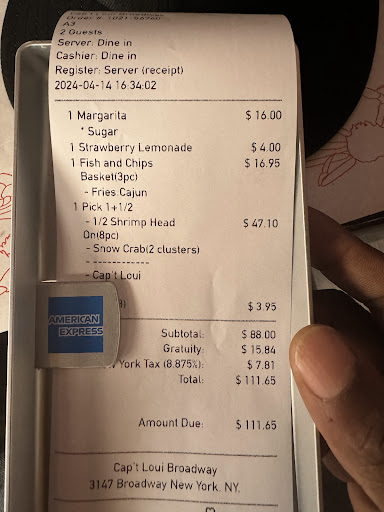 A3
2 Guests
Server: Dine in
Cashier: Dine in
Register: Server (receipt)
2024-04-14 16:34:02
1 Margarita $ 16.00
* Sugar
1 Strawberry Lemonade $ 4.00
1 Fish and Chips $ 16.95
Basket(3pc)
- Fries Cajun
1 Pick 1+1/2
- 1/2 Shrimp Head $ 47.10
On(8pc)
- Snow Crab(2 clusters)
- -------------
- Cap't Loui
$ 3.95
AMERICAN
EXPRESS
Subtotal: $ 88.00
Gratuity: $ 15.84
York Tax (8.875%): $ 7.81
Total: $ 111.65
Amount Due: $ 111.65
Cap't Loui Broadway
3147 Broadway New York. NY,